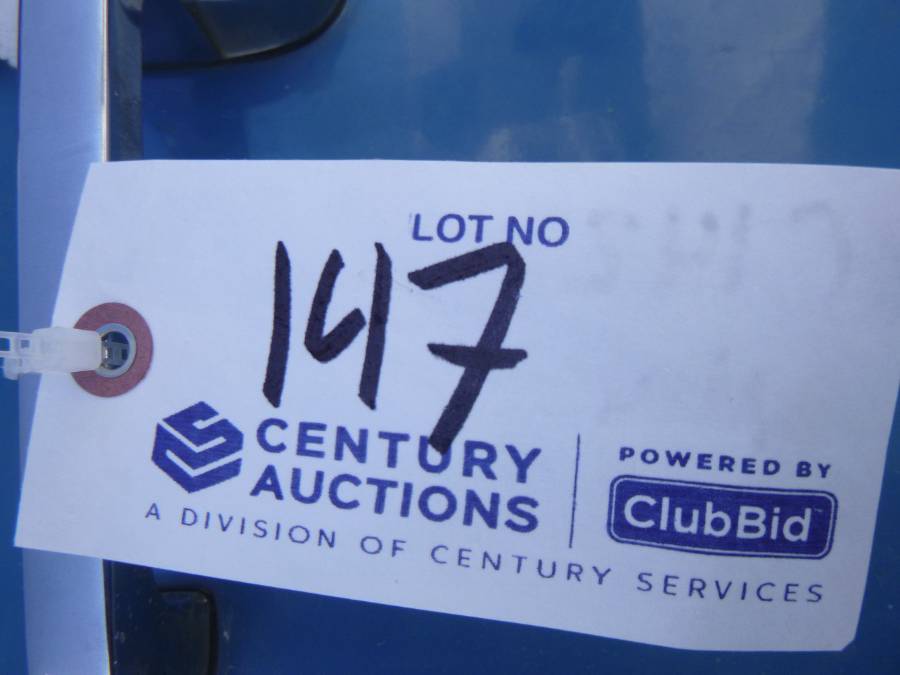 LOT NO
147
CENTURY
AUCTIONS
A DIVISION OF CENTURY SERVICES
POWERED BY
ClubBid